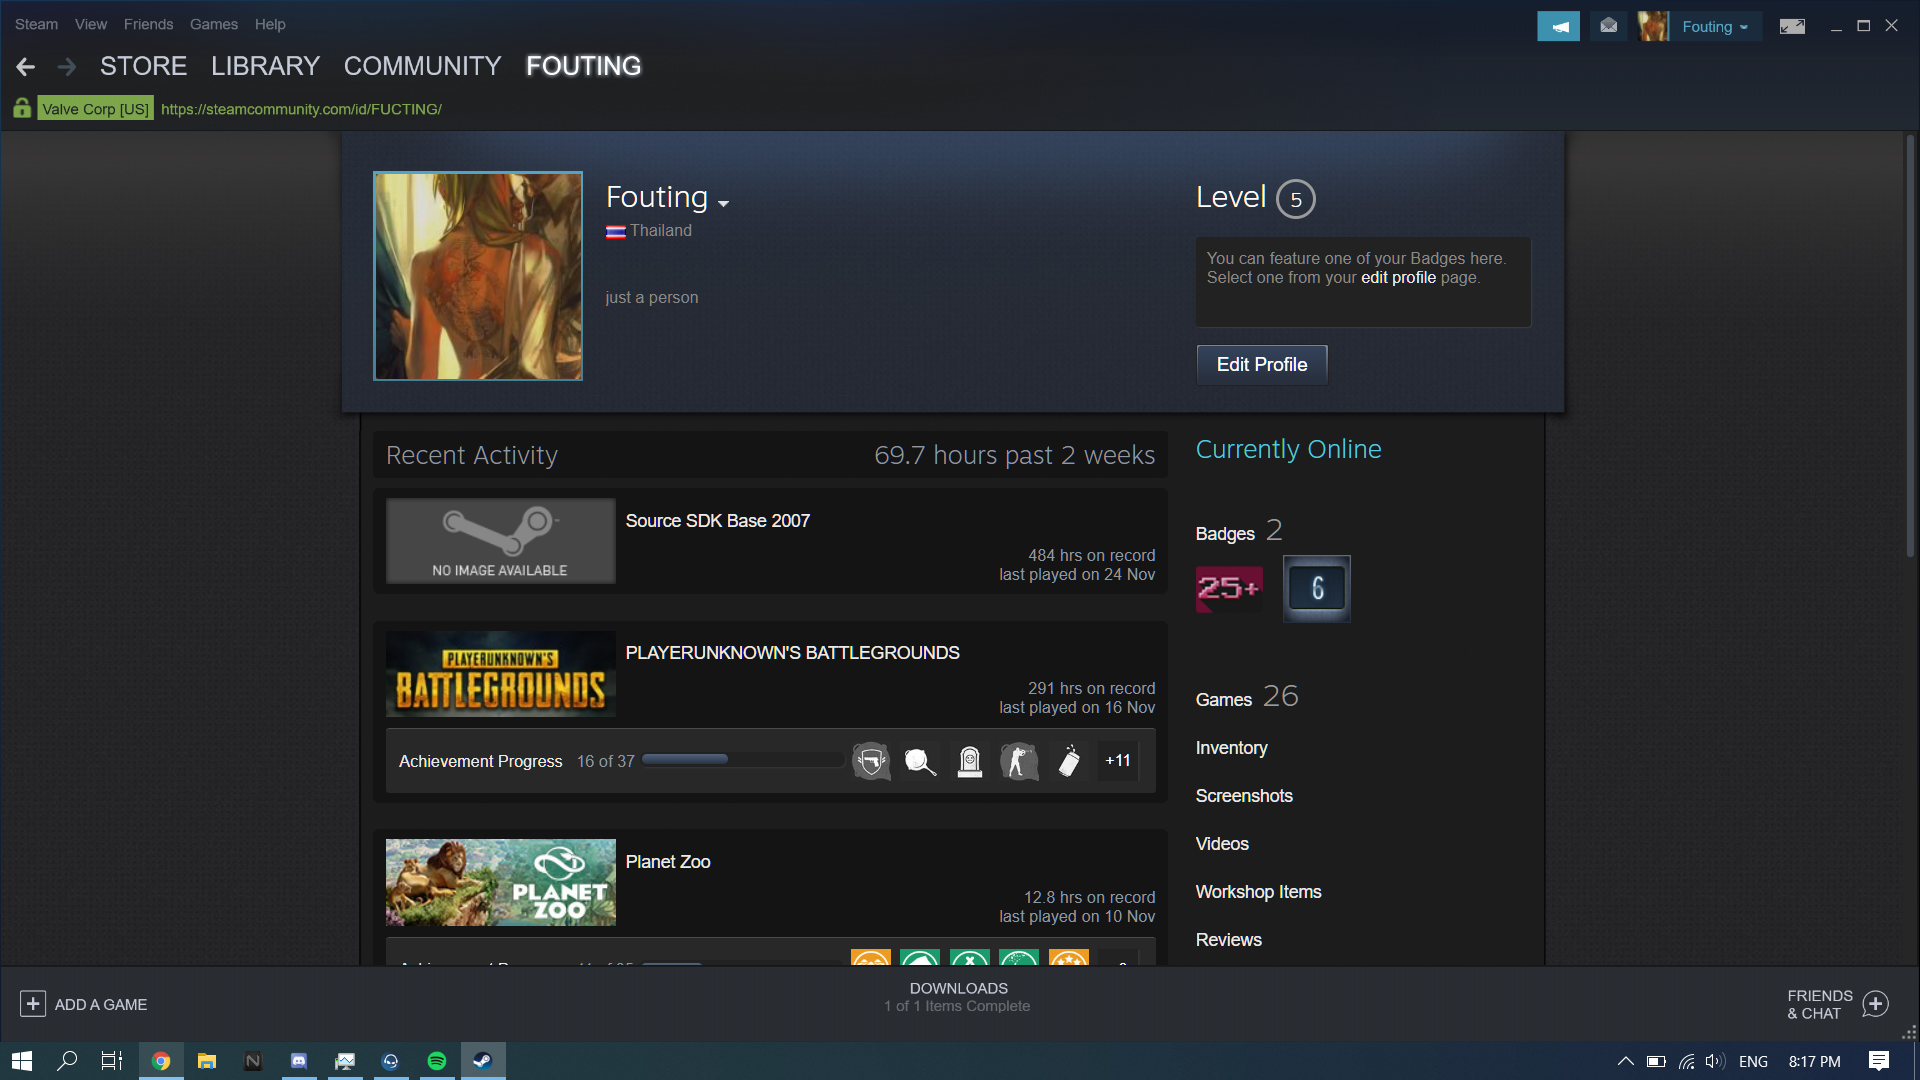 Steam View Friends Games Help
Fouting
STORE LIBRARY COMMUNITY FOUTING
Valve Corp [US] https://steamcommunity.com/id/FUCTING/
Fouting
Level 5
Thailand
just a person
You can feature one of your Badges here.
Select one from your edit profile page.
Edit Profile
Recent Activity 69.7 hours past 2 weeks
Currently Online
Source SDK Base 2007
NO IMAGE AVAILABLE
484 hrs on record
last played on 24 Nov
Badges 2
25+
6
PLAYERUNKNOWN'S
BATTLEGROUNDS
PLAYERUNKNOWN'S BATTLEGROUNDS
291 hrs on record
last played on 16 Nov
Achievement Progress 16 of 37 +11
Games 26
Inventory
Screenshots
Videos
Workshop Items
Reviews
PLANET
ZOO
Planet Zoo
12.8 hrs on record
last played on 10 Nov
ADD A GAME
DOWNLOADS
1 of 1 Items Complete
FRIENDS
& CHAT
ENG 8:17 PM